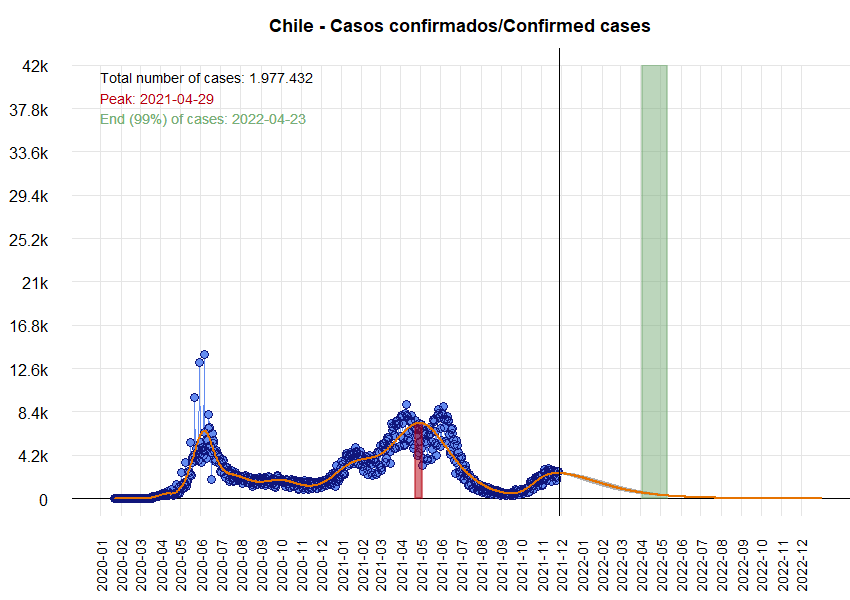 Chile - Casos confirmados/Confirmed cases
Total number of cases: 1.977.432
Peak: 2021-04-29
End (99%) of cases: 2022-04-23
42k
37.8k
33.6k
29.4k
25.2k
21k
16.8k
12.6k
8.4k
4.2k
0
2020-01
2020-02
2020-03
2020-04
2020-05
2020-06
2020-07
2020-08
2020-09
2020-10
2020-11
2020-12
2021-01
2021-02
2021-03
2021-04
2021-05
2021-06
2021-07
2021-08
2021-09
2021-10
2021-11
2021-12
2022-01
2022-02
2022-03
2022-04
2022-05
2022-06
2022-07
2022-08
2022-09
2022-10
2022-11
2022-12